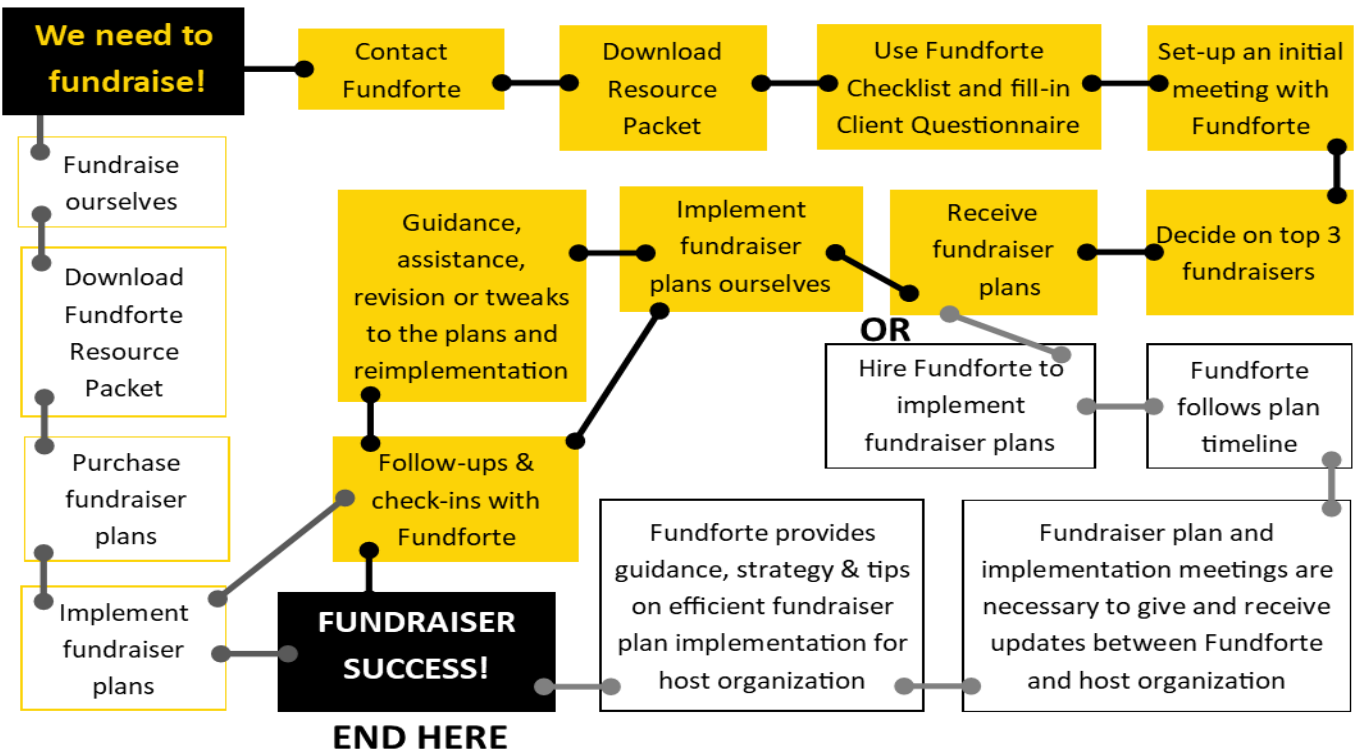 We need to
fundraise!
Contact
Fundforte
Download
Resource
Packet
Use Fundforte
Checklist and fill-in
Client Questionnaire
Set-up an initial
meeting with
Fundforte
Decide on top 3
fundraisers
Receive
fundraiser
plans
Implement
fundraiser
plans ourselves
Guidance,
assistance,
revision or tweaks
to the plans and
reimplementation
Follow-ups &
check-ins with
Fundforte
OR
Hire Fundforte to
implement
fundraiser plans
Fundforte
follows plan
timeline
Fundraiser plan and
implementation meetings are
necessary to give and receive
updates between Fundforte
and host organization
Fundforte provides
guidance, strategy & tips
on efficient fundraiser
plan implementation for
host organization
Fundraise
ourselves
Download
Fundforte
Resource
Packet
Purchase
fundraiser
plans
Implement
fundraiser
plans
FUNDRAISER
SUCCESS!
END HERE